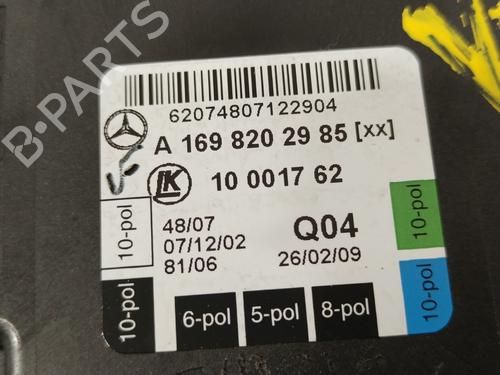 62074807122904
A 169 820 29 85 [xx]
LK 10 0017 62
48/07 Q04
07/12/02
81/06 26/02/09
10-pol
10-pol
10-pol
10-pol
6-pol 5-pol 8-pol
B-PARTS